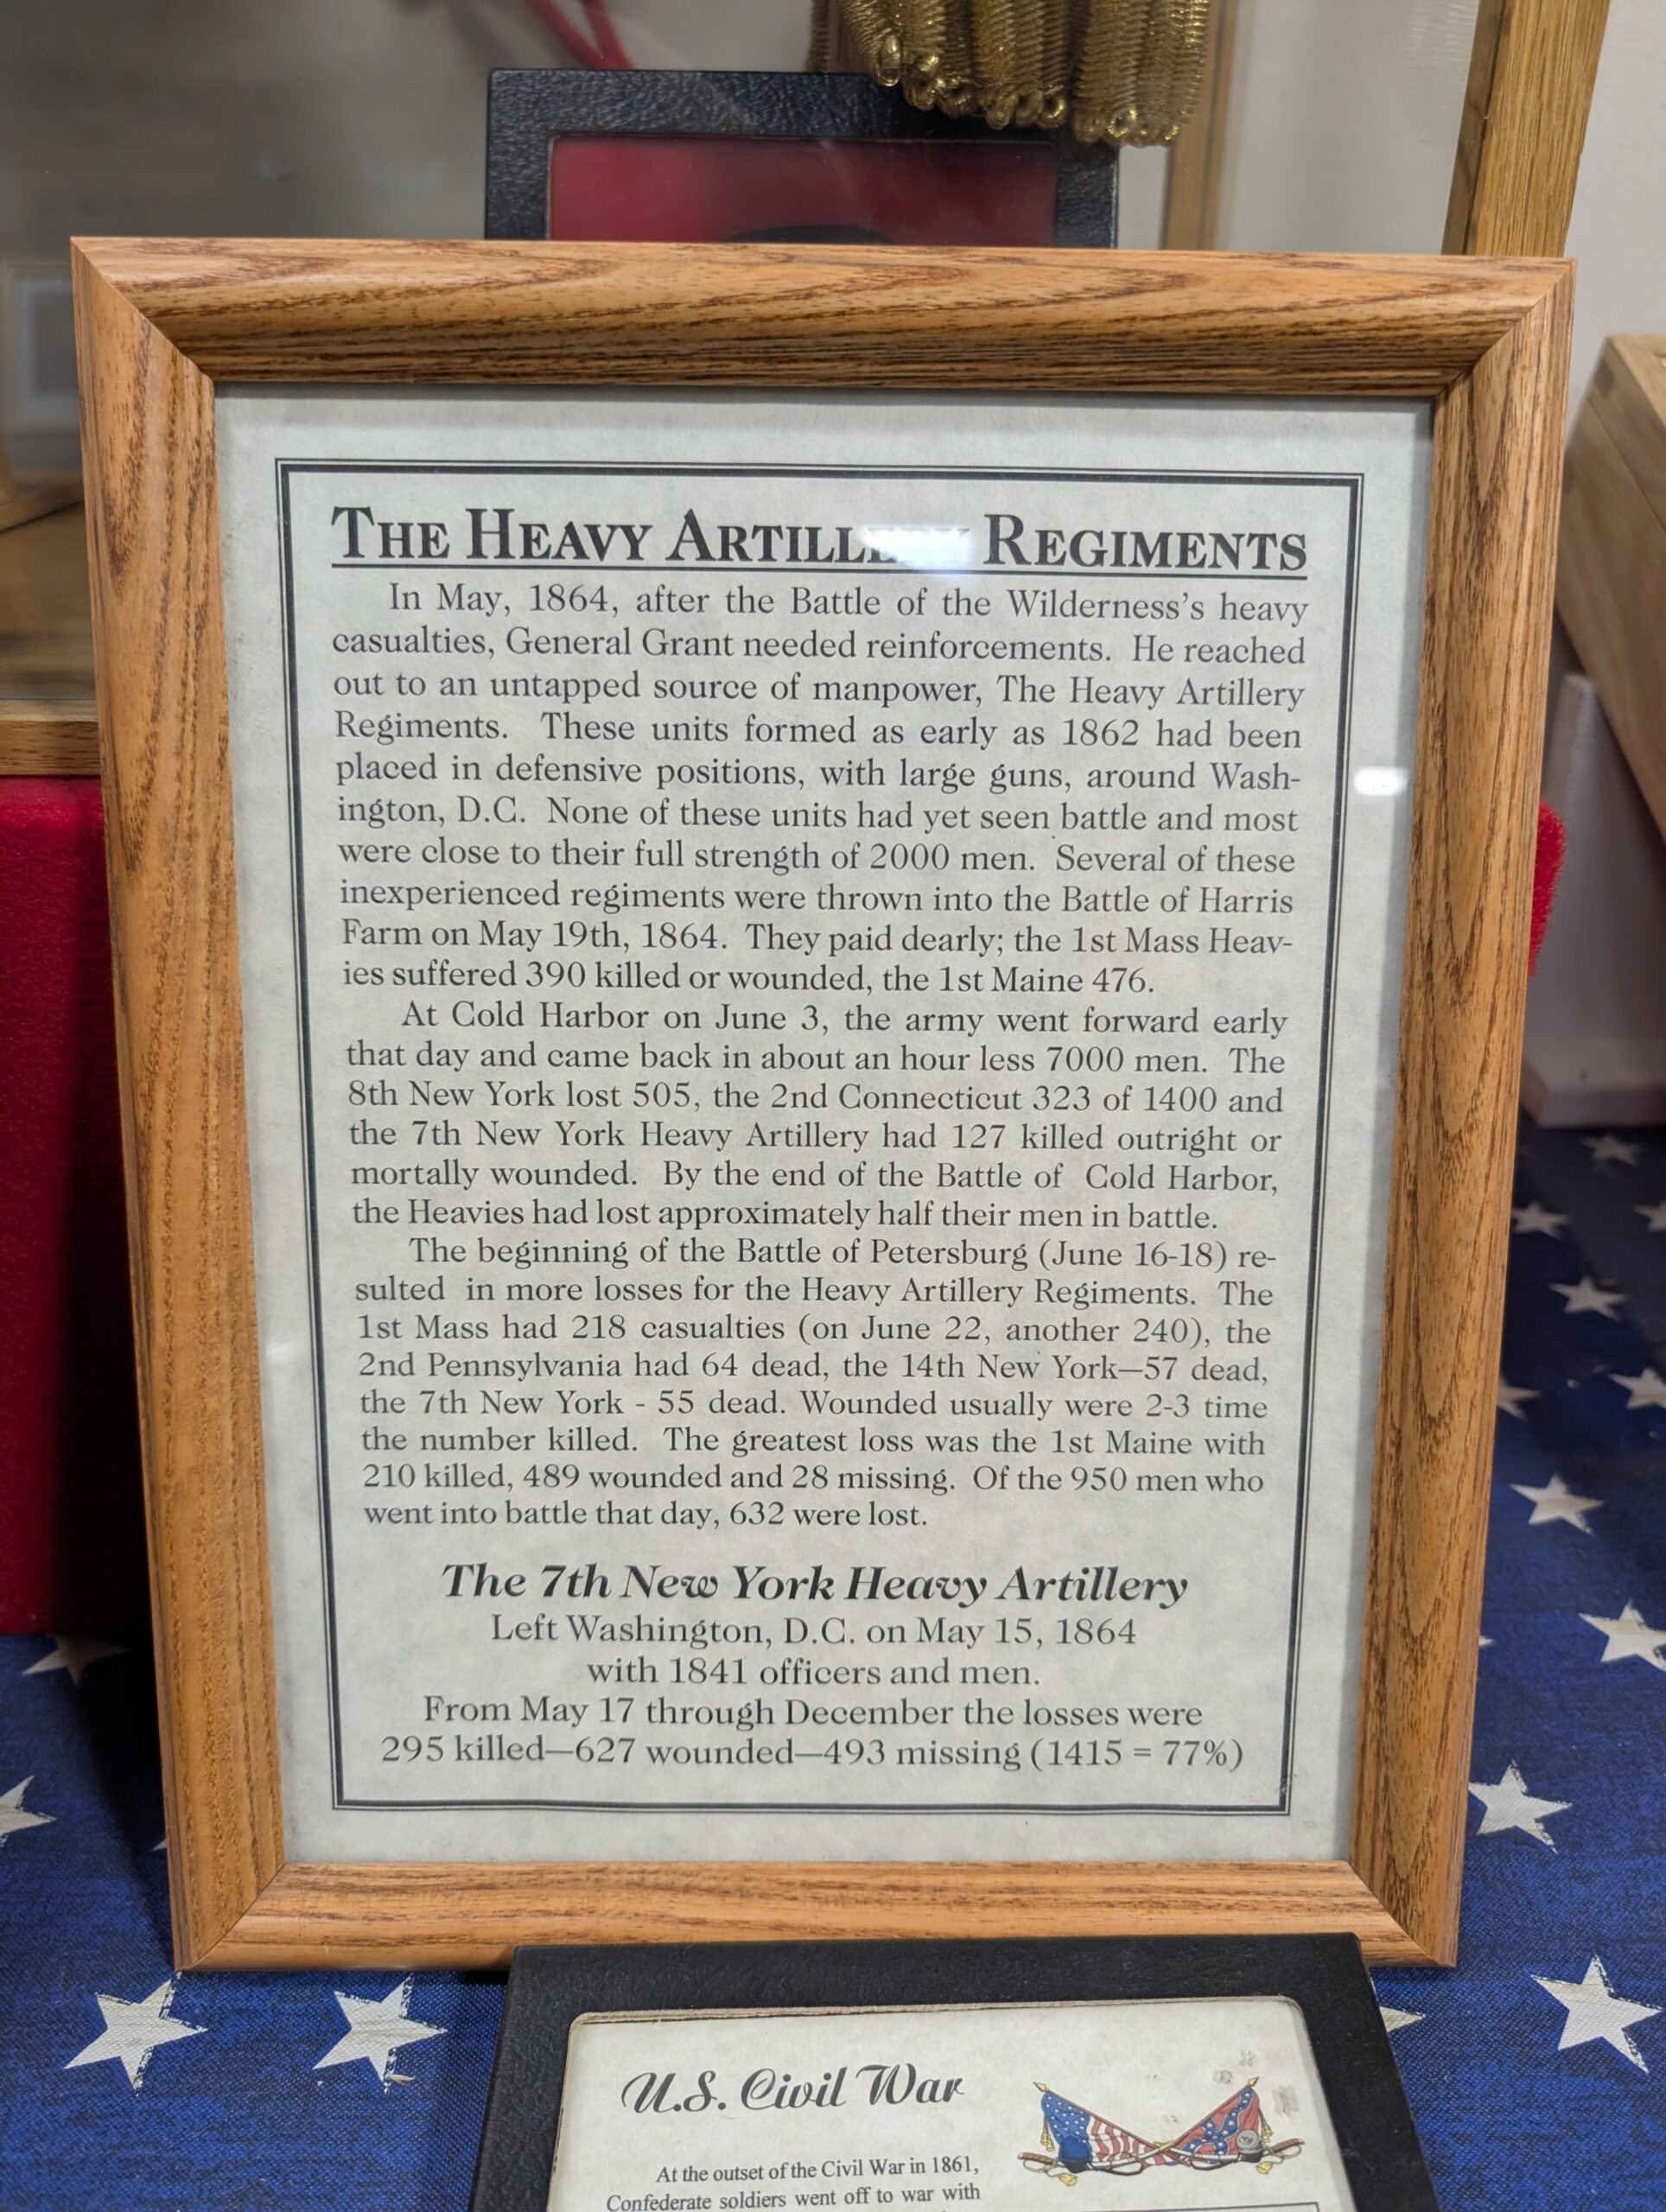 THE HEAVY ARTILLERY REGIMENTS
In May, 1864, after the Battle of the Wilderness's heavy
casualties, General Grant needed reinforcements. He reached
out to an untapped source of manpower, The Heavy Artillery
Regiments. These units formed as early as 1862 had been
placed in defensive positions, with large guns, around Wash-
ington, D.C. None of these units had yet seen battle and most
were close to their full strength of 2000 men. Several of these
inexperienced regiments were thrown into the Battle of Harris
Farm on May 19th, 1864. They paid dearly; the 1st Mass Heav-
ies suffered 390 killed or wounded, the 1st Maine 476.
At Cold Harbor on June 3, the army went forward early
that day and came back in about an hour less 7000 men. The
8th New York lost 505, the 2nd Connecticut 323 of 1400 and
the 7th New York Heavy Artillery had 127 killed outright or
mortally wounded. By the end of the Battle of Cold Harbor,
the Heavies had lost approximately half their men in battle.
The beginning of the Battle of Petersburg (June 16-18) re-
sulted in more losses for the Heavy Artillery Regiments. The
1st Mass had 218 casualties (on June 22, another 240), the
2nd Pennsylvania had 64 dead, the 14th New York—57 dead,
the 7th New York - 55 dead. Wounded usually were 2-3 time
the number killed. The greatest loss was the 1st Maine with
210 killed, 489 wounded and 28 missing. Of the 950 men who
went into battle that day, 632 were lost.
The 7th New York Heavy Artillery
Left Washington, D.C. on May 15, 1864
with 1841 officers and men.
From May 17 through December the losses were
295 killed—627 wounded—493 missing (1415 = 77%)
U.S. Civil War
At the outset of the Civil War in 1861,
Confederate soldiers went off to war with